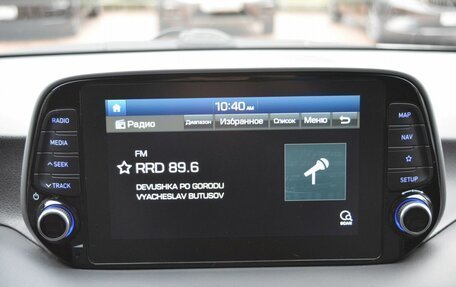 10:40 AM
RADIO
MEDIA
SEEK
TRACK
Радио
Диапазон Избранное Список Меню
FM
RRD 89.6
DEVUSHKA PO GORODU
VYACHESLAV BUTUSOV
SCAN
MAP
NAV
SETUP